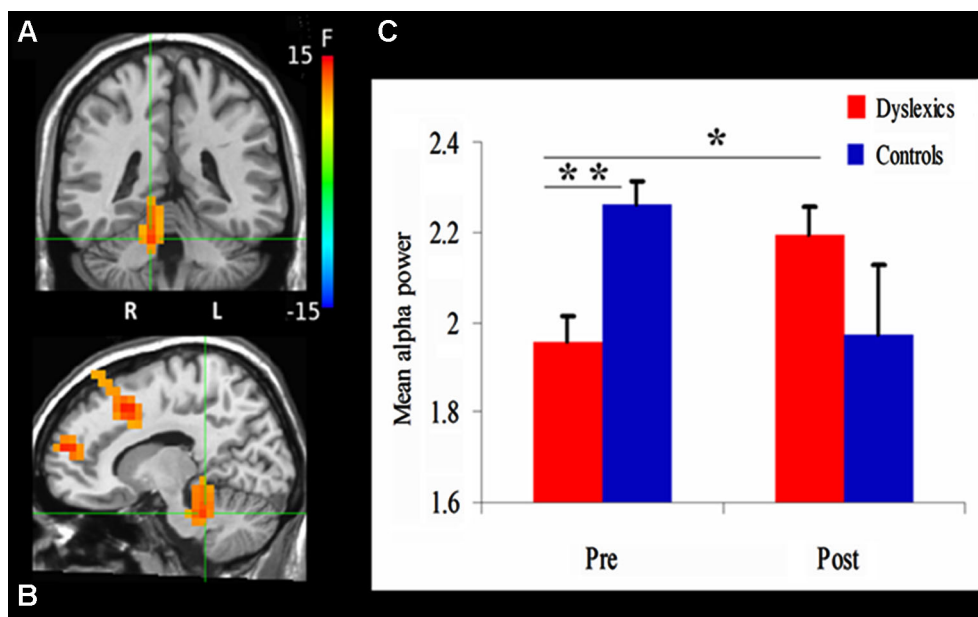 A
15
F
-15
R
L
B
C
Dyslexics
Controls
*
**
2.4
2.2
2
1.8
1.6
Mean alpha power
Pre
Post